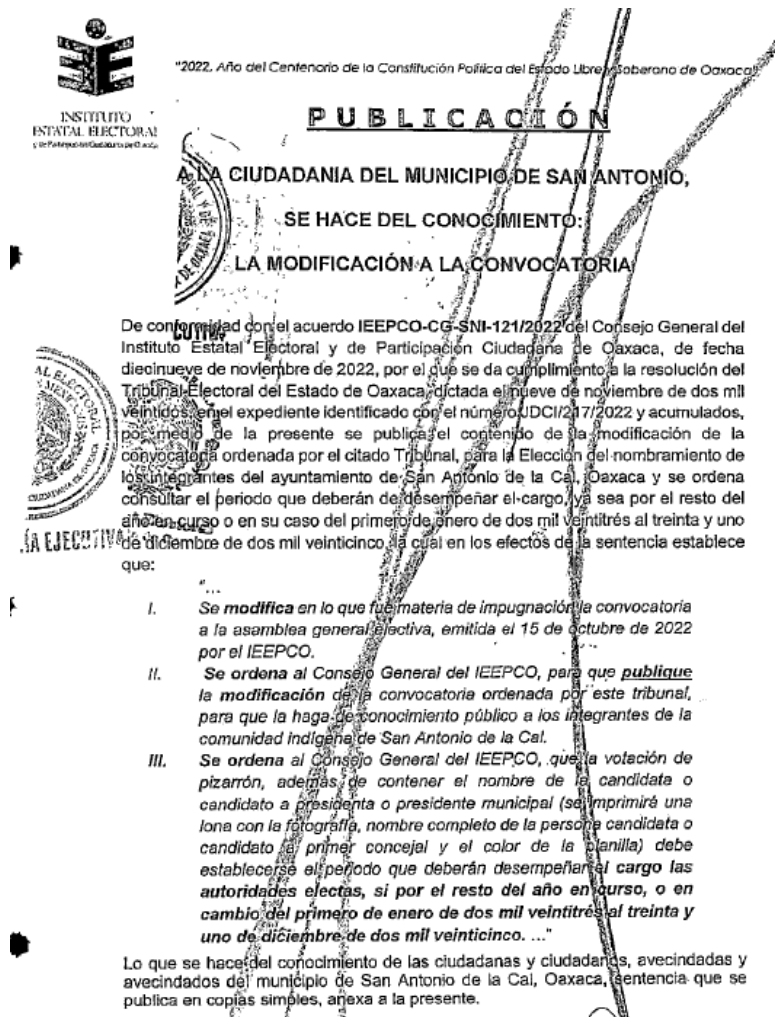 "2022, Año del Centenario de la Constitución Política del Estado Libre y Soberano de Oaxaca"
INSTITUTO
ESTATAL ELECTORAL
y de Participación Ciudadana de Oaxaca
PUBLICACIÓN
A LA CIUDADANIA DEL MUNICIPIO DE SAN ANTONIO,
SE HACE DEL CONOCIMIENTO:
LA MODIFICACIÓN A LA CONVOCATORIA
De conformidad con el acuerdo IEEPCO-CG-SNI-121/2022 del Consejo General del
Instituto Estatal Electoral y de Participación Ciudadana de Oaxaca, de fecha
diecinueve de noviembre de 2022, por el que se da cumplimiento a la resolución del
Tribunal Electoral del Estado de Oaxaca, dictada el nueve de noviembre de dos mil
veintidós, en el expediente identificado con el número JDCI/217/2022 y acumulados,
por medio de la presente se publica el contenido de la modificación de la
convocatoria ordenada por el citado Tribunal, para la Elección del nombramiento de
los integrantes del ayuntamiento de San Antonio de la Cal, Oaxaca y se ordena
consultar el periodo que deberán de desempeñar el cargo, ya sea por el resto del
año en curso o en su caso del primero de enero de dos mil veintitrés al treinta y uno
de diciembre de dos mil veinticinco, la cual en los efectos de la sentencia establece
que:
ÍA EJECUTIVA
"...
I. Se modifica en lo que fue materia de impugnación la convocatoria
a la asamblea general electiva, emitida el 15 de octubre de 2022
por el IEEPCO.
II. Se ordena al Consejo General del IEEPCO, para que publique
la modificación de la convocatoria ordenada por este tribunal,
para que la haga de conocimiento público a los integrantes de la
comunidad indígena de San Antonio de la Cal.
III. Se ordena al Consejo General del IEEPCO, que la votación de
pizarrón, además de contener el nombre de la candidata o
candidato a presidenta o presidente municipal (se imprimirá una
lona con la fotografía, nombre completo de la persona candidata o
candidato a primer concejal y el color de la planilla) debe
establecerse el periodo que deberán desempeñar el cargo las
autoridades electas, si por el resto del año en curso, o en
cambio del primero de enero de dos mil veintitrés al treinta y
uno de diciembre de dos mil veinticinco. ..."
Lo que se hace del conocimiento de las ciudadanas y ciudadanos, avecindadas y
avecindados del municipio de San Antonio de la Cal, Oaxaca, sentencia que se
publica en copias simples, anexa a la presente.